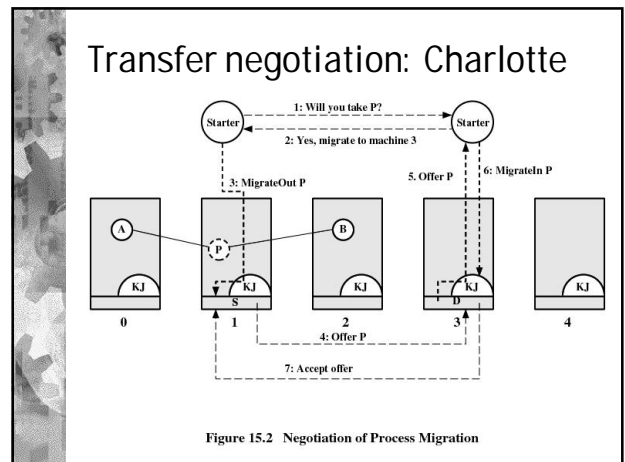 Transfer negotiation: Charlotte
1: Will you take P?
Starter
Starter
2: Yes, migrate to machine 3
3: MigrateOut P
5. Offer P
6: MigrateIn P
A
P
B
KJ
KJ
KJ
KJ
KJ
S
D
0
1
2
3
4
4: Offer P
7: Accept offer
Figure 15.2 Negotiation of Process Migration